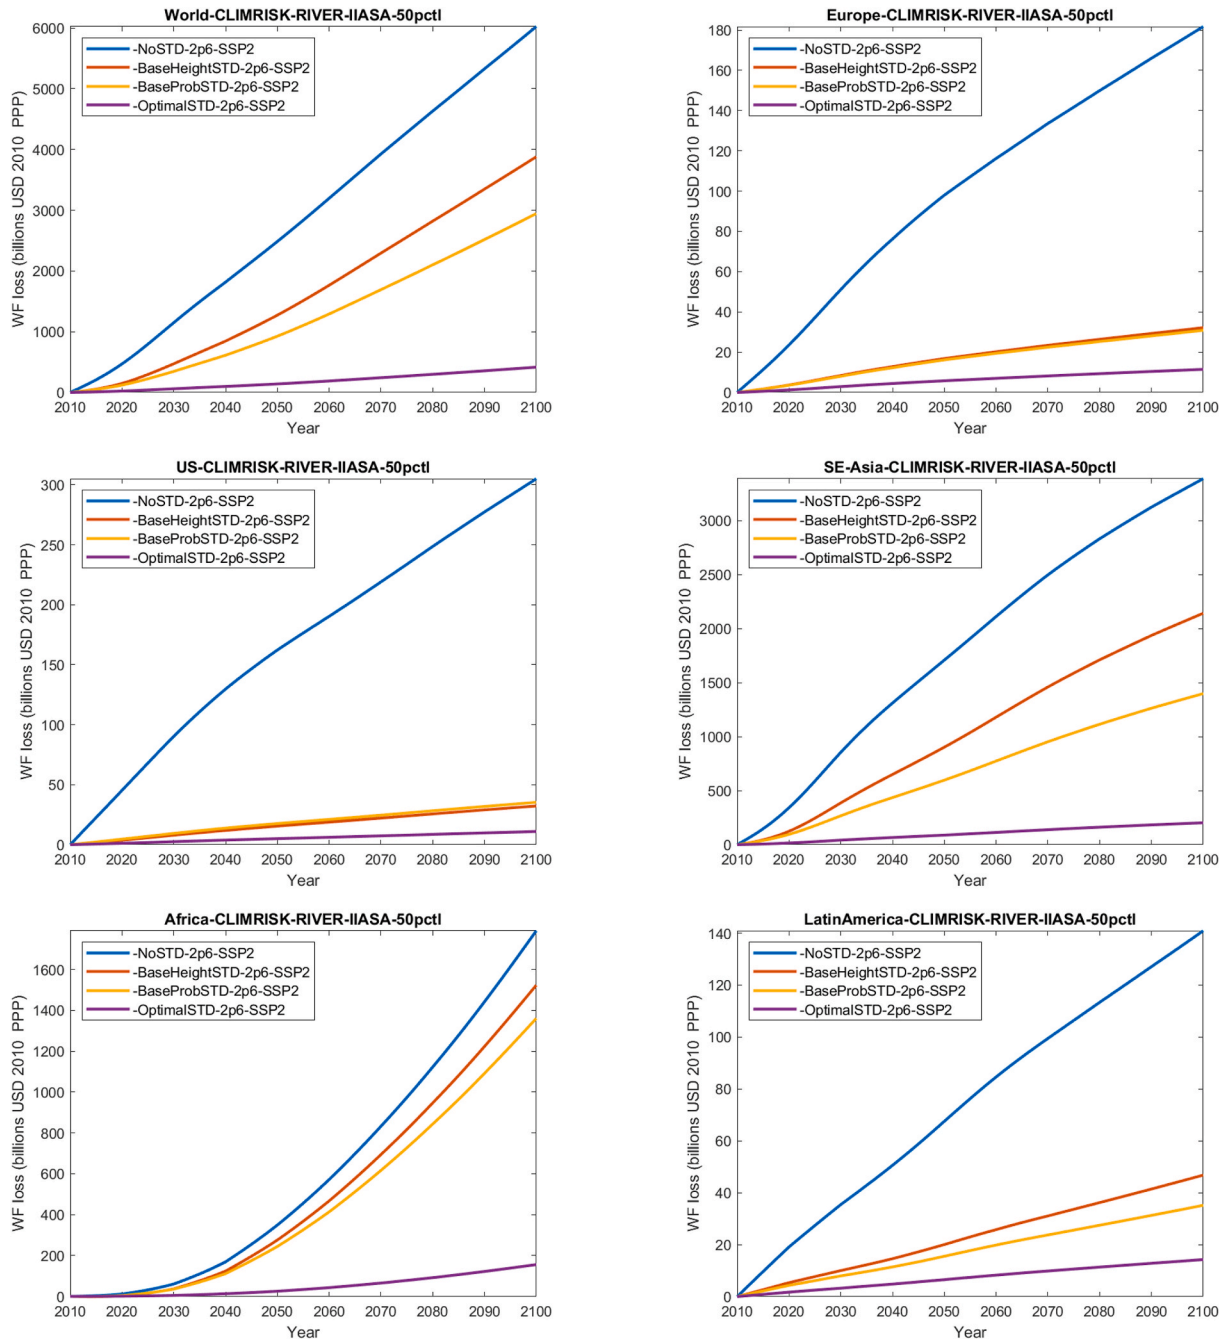 World-CLIMRISK-RIVER-IIASA-50pctl
-NoSTD-2p6-SSP2
-BaseHeightSTD-2p6-SSP2
-BaseProbSTD-2p6-SSP2
-OptimalSTD-2p6-SSP2
WF loss (billions USD 2010 PPP)
6000
5000
4000
3000
2000
1000
0
2010 2020 2030 2040 2050 2060 2070 2080 2090 2100
Year
Europe-CLIMRISK-RIVER-IIASA-50pctl
-NoSTD-2p6-SSP2
-BaseHeightSTD-2p6-SSP2
-BaseProbSTD-2p6-SSP2
-OptimalSTD-2p6-SSP2
WF loss (billions USD 2010 PPP)
180
160
140
120
100
80
60
40
20
0
2010 2020 2030 2040 2050 2060 2070 2080 2090 2100
Year
US-CLIMRISK-RIVER-IIASA-50pctl
-NoSTD-2p6-SSP2
-BaseHeightSTD-2p6-SSP2
-BaseProbSTD-2p6-SSP2
-OptimalSTD-2p6-SSP2
WF loss (billions USD 2010 PPP)
300
250
200
150
100
50
0
2010 2020 2030 2040 2050 2060 2070 2080 2090 2100
Year
SE-Asia-CLIMRISK-RIVER-IIASA-50pctl
-NoSTD-2p6-SSP2
-BaseHeightSTD-2p6-SSP2
-BaseProbSTD-2p6-SSP2
-OptimalSTD-2p6-SSP2
WF loss (billions USD 2010 PPP)
3000
2500
2000
1500
1000
500
0
2010 2020 2030 2040 2050 2060 2070 2080 2090 2100
Year
Africa-CLIMRISK-RIVER-IIASA-50pctl
-NoSTD-2p6-SSP2
-BaseHeightSTD-2p6-SSP2
-BaseProbSTD-2p6-SSP2
-OptimalSTD-2p6-SSP2
WF loss (billions USD 2010 PPP)
1600
1400
1200
1000
800
600
400
200
0
2010 2020 2030 2040 2050 2060 2070 2080 2090 2100
Year
LatinAmerica-CLIMRISK-RIVER-IIASA-50pctl
-NoSTD-2p6-SSP2
-BaseHeightSTD-2p6-SSP2
-BaseProbSTD-2p6-SSP2
-OptimalSTD-2p6-SSP2
WF loss (billions USD 2010 PPP)
140
120
100
80
60
40
20
0
2010 2020 2030 2040 2050 2060 2070 2080 2090 2100
Year